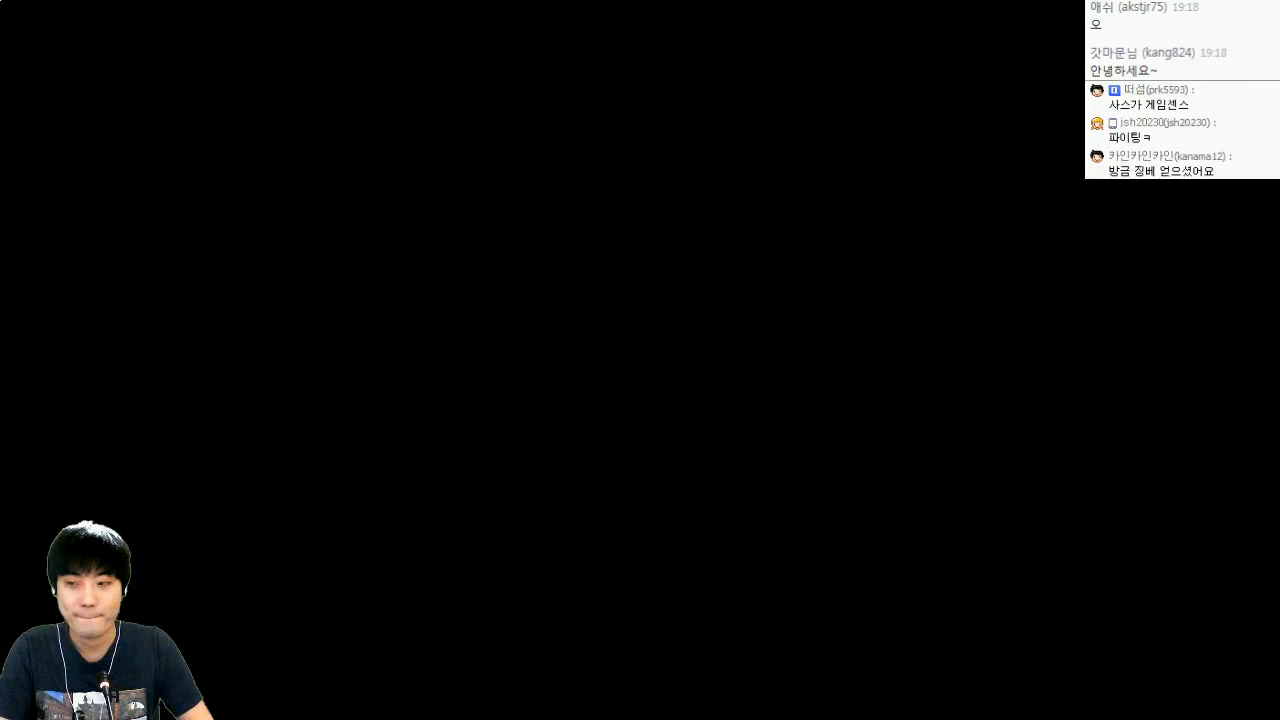 애쉬 (akstjr75) 19:18
오
갓마문님 (kang824) 19:18
안녕하세요~
떠섬(prk5593) :
사스가 게임센스
jsh20230(jsh20230) :
파이팅ㅋ
카인카인카인(kanama12) :
방금 징베 얻으셨어요